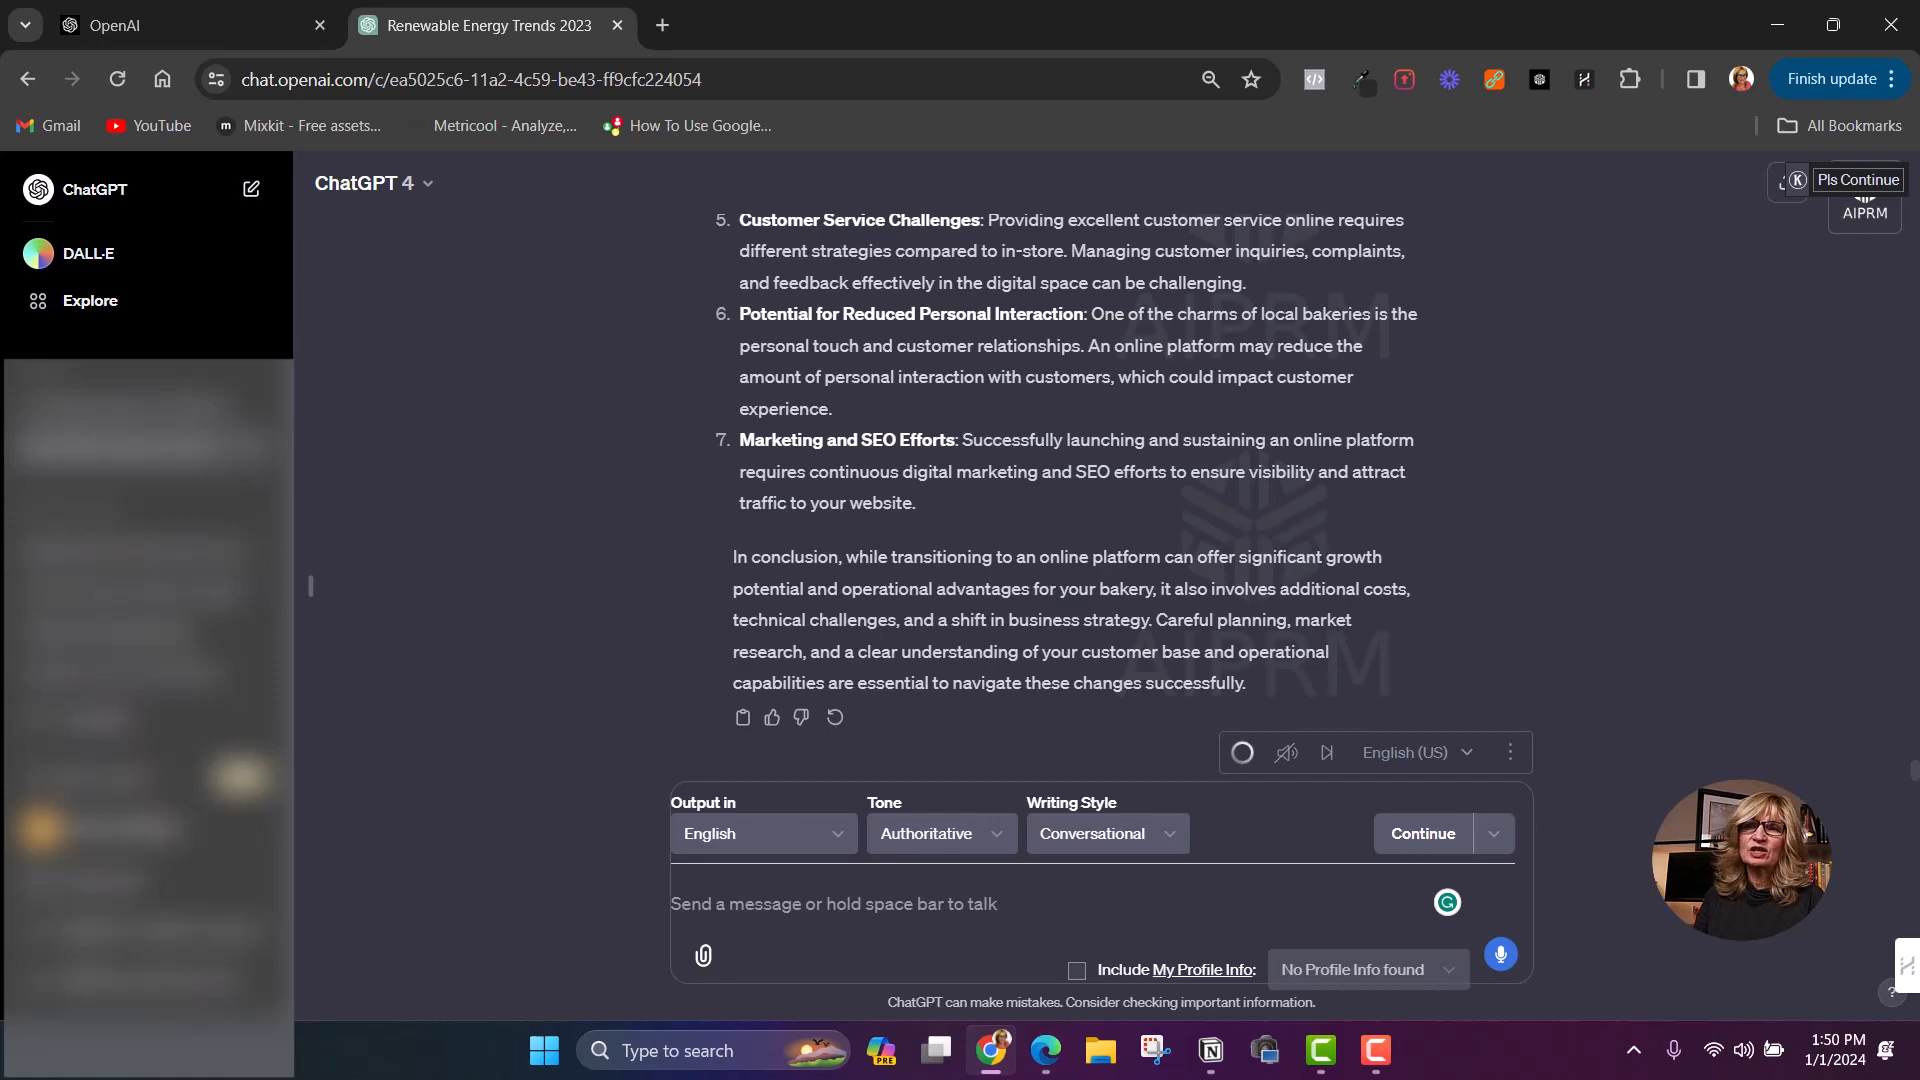 OpenAI
Renewable Energy Trends 2023
chat.openai.com/c/ea5025c6-11a2-4c59-be43-ff9cfc224054
Finish update
Gmail
YouTube
Mixkit - Free assets...
Metricool - Analyze,...
How To Use Google...
All Bookmarks
ChatGPT
DALL·E
Explore
ChatGPT 4
Pls Continue
AIPRM
5. Customer Service Challenges: Providing excellent customer service online requires
different strategies compared to in-store. Managing customer inquiries, complaints,
and feedback effectively in the digital space can be challenging.
6. Potential for Reduced Personal Interaction: One of the charms of local bakeries is the
personal touch and customer relationships. An online platform may reduce the
amount of personal interaction with customers, which could impact customer
experience.
7. Marketing and SEO Efforts: Successfully launching and sustaining an online platform
requires continuous digital marketing and SEO efforts to ensure visibility and attract
traffic to your website.
In conclusion, while transitioning to an online platform can offer significant growth
potential and operational advantages for your bakery, it also involves additional costs,
technical challenges, and a shift in business strategy. Careful planning, market
research, and a clear understanding of your customer base and operational
capabilities are essential to navigate these changes successfully.
AIPRM
AIPRM
English (US)
Output in
Tone
Writing Style
English
Authoritative
Conversational
Continue
Send a message or hold space bar to talk
Include My Profile Info:
No Profile Info found
ChatGPT can make mistakes. Consider checking important information.
?
Type to search
PRE
1:50 PM
1/1/2024